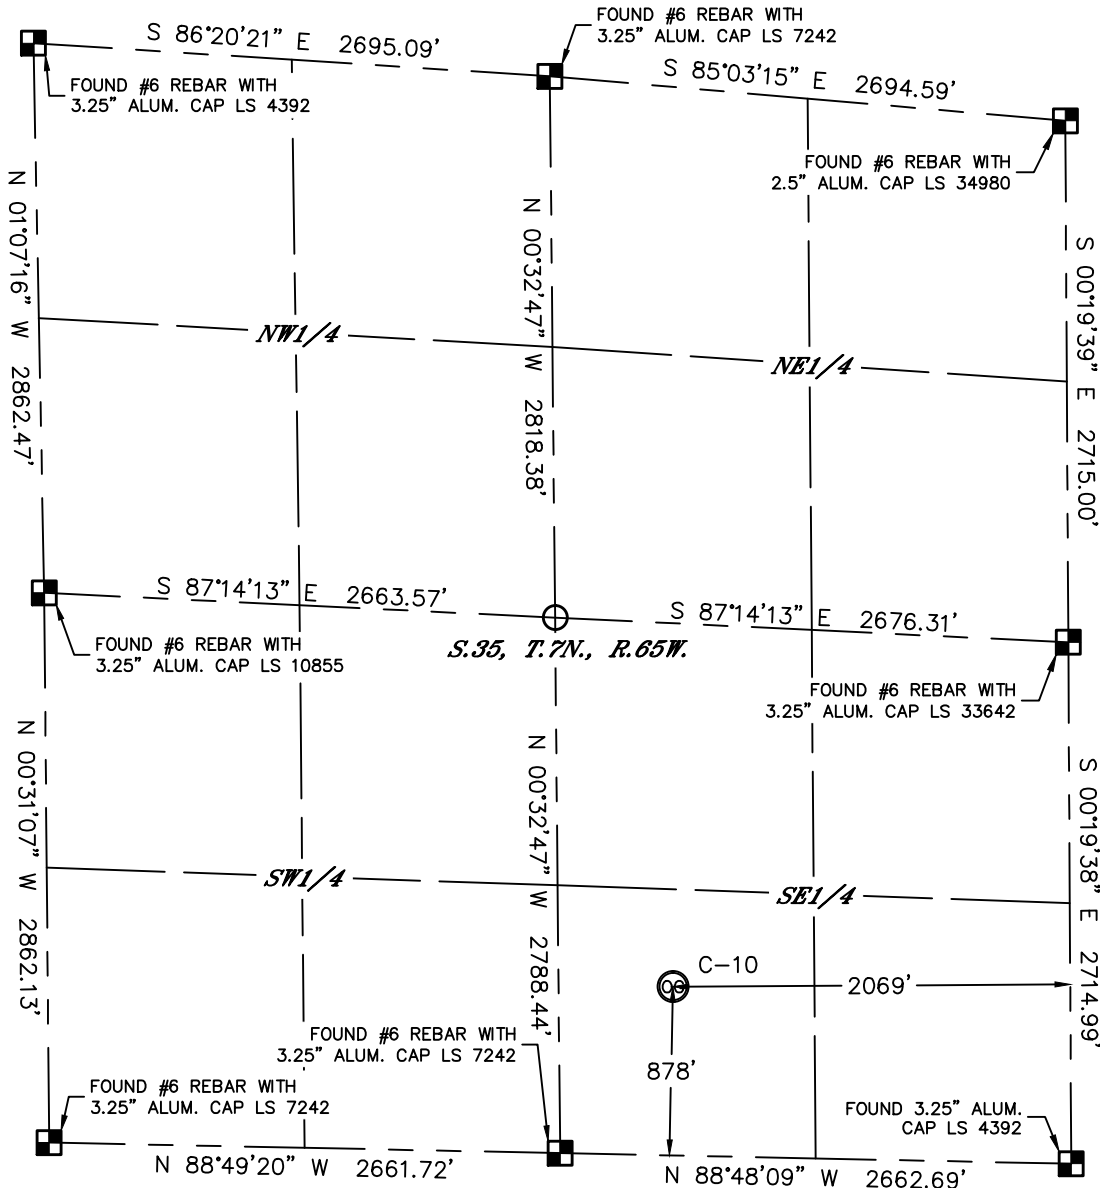 FOUND #6 REBAR WITH
3.25" ALUM. CAP LS 7242
S 86°20'21" E 2695.09'
S 85°03'15" E 2694.59'
FOUND #6 REBAR WITH
3.25" ALUM. CAP LS 4392
FOUND #6 REBAR WITH
2.5" ALUM. CAP LS 34980
N 01°07'16" W 2862.47'
N 00°32'47" W 2818.38'
S 00°19'39" E 2715.00'
NW1/4
NE1/4
S 87°14'13" E 2663.57'
S 87°14'13" E 2676.31'
S.35, T.7N., R.65W.
FOUND #6 REBAR WITH
3.25" ALUM. CAP LS 10855
FOUND #6 REBAR WITH
3.25" ALUM. CAP LS 33642
N 00°31'07" W 2862.13'
N 00°32'47" W 2788.44'
S 00°19'38" E 2714.99'
SW1/4
SE1/4
C-10
OG
2069'
878'
FOUND #6 REBAR WITH
3.25" ALUM. CAP LS 7242
FOUND #6 REBAR WITH
3.25" ALUM. CAP LS 7242
FOUND 3.25" ALUM.
CAP LS 4392
N 88°49'20" W 2661.72'
N 88°48'09" W 2662.69'